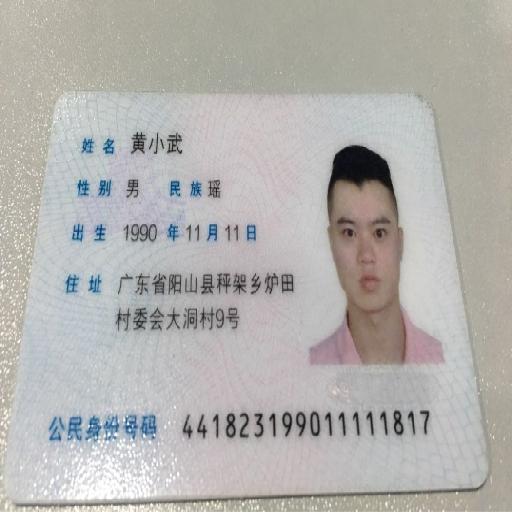 姓名 黄小武
性别 男 民族 瑶
出生 1990 年 11 月 11 日
住址 广东省阳山县秤架乡炉田
村委会大洞村9号
公民身份号码 441823199011111817